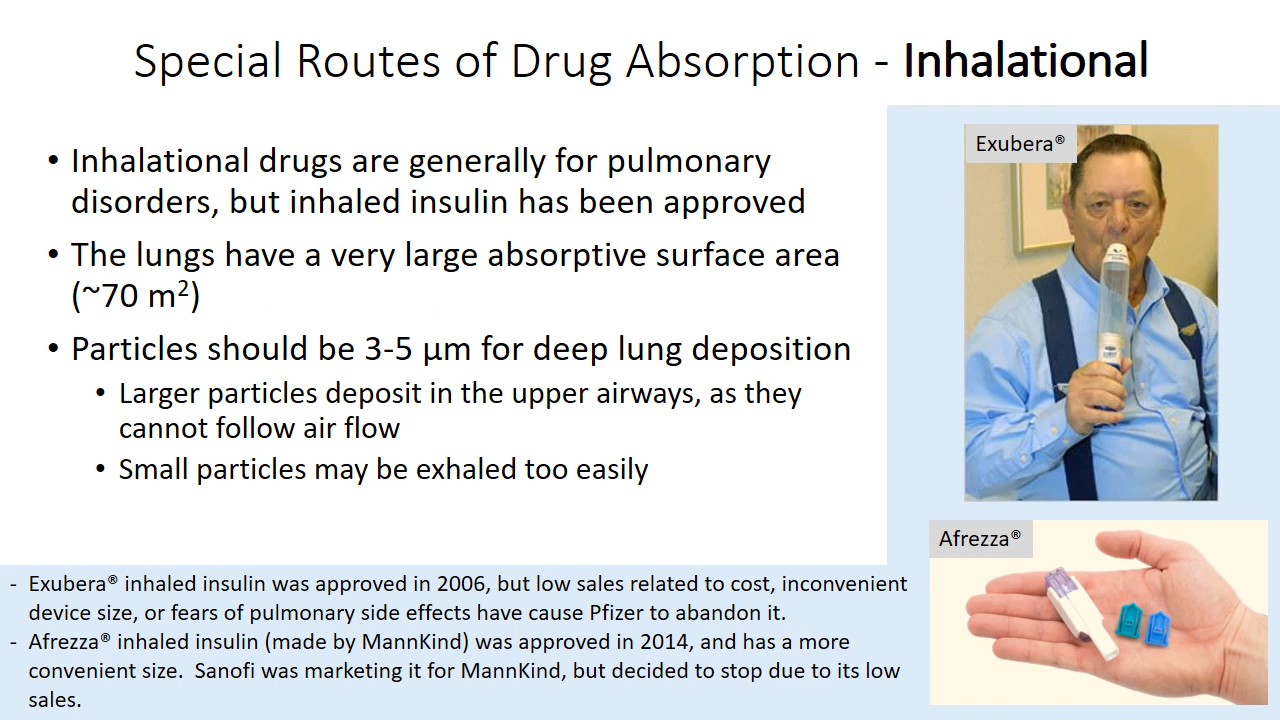 Special Routes of Drug Absorption - Inhalational
• Inhalational drugs are generally for pulmonary
disorders, but inhaled insulin has been approved
• The lungs have a very large absorptive surface area
(~70 m²)
• Particles should be 3-5 µm for deep lung deposition
• Larger particles deposit in the upper airways, as they
cannot follow air flow
• Small particles may be exhaled too easily
Exubera®
Afrezza®
- Exubera® inhaled insulin was approved in 2006, but low sales related to cost, inconvenient
device size, or fears of pulmonary side effects have cause Pfizer to abandon it.
- Afrezza® inhaled insulin (made by MannKind) was approved in 2014, and has a more
convenient size.  Sanofi was marketing it for MannKind, but decided to stop due to its low
sales.